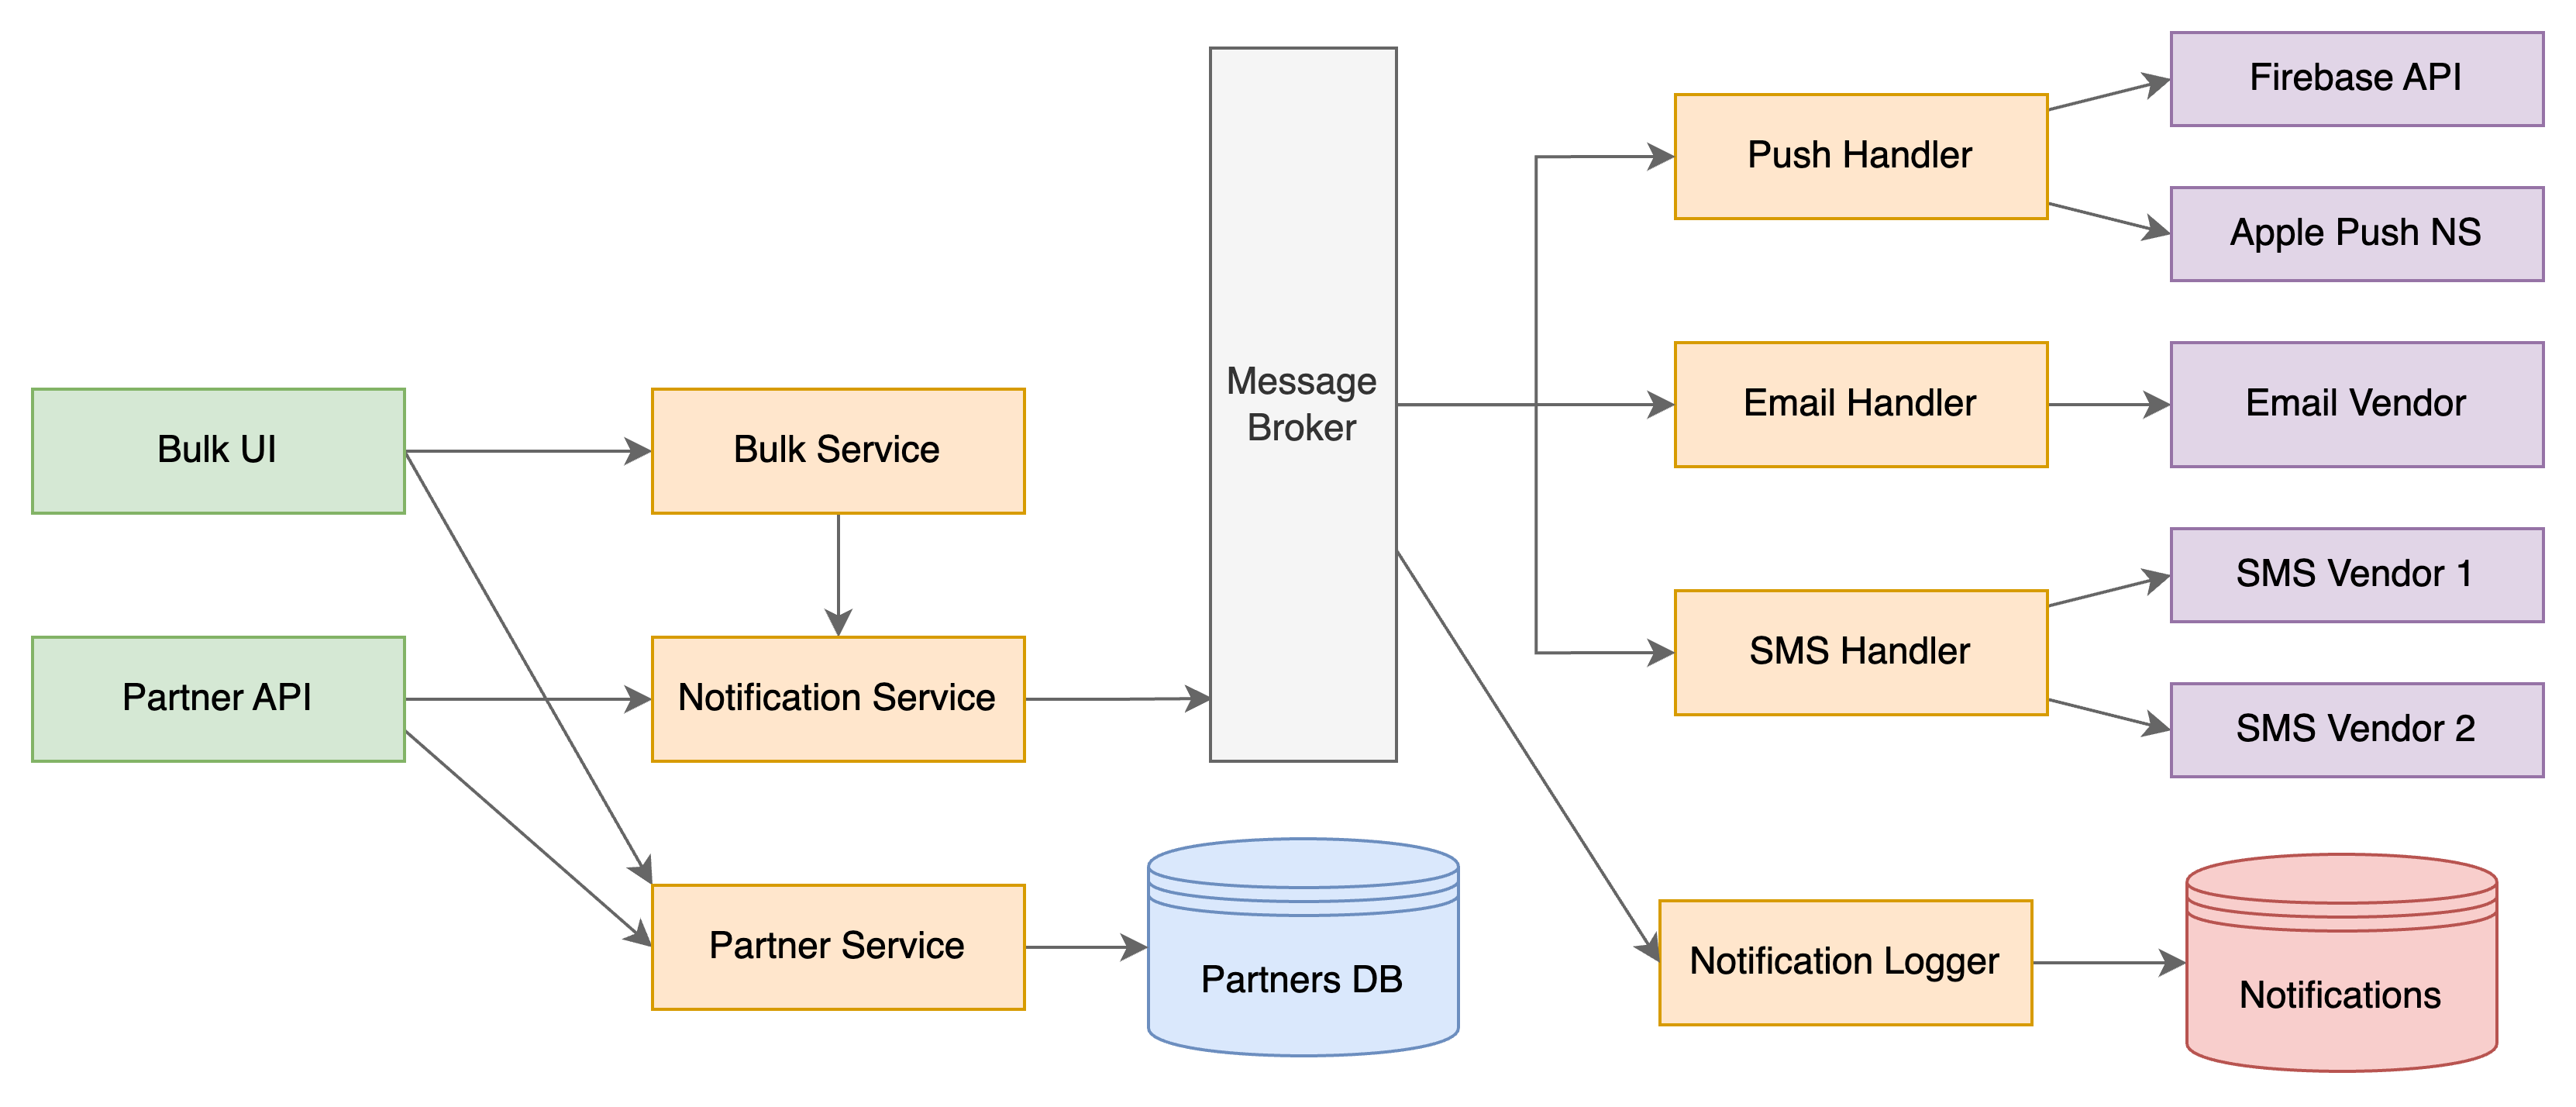 Firebase API
Push Handler
Apple Push NS
Message
Broker
Email Handler
Email Vendor
Bulk UI
Bulk Service
SMS Vendor 1
SMS Handler
Partner API
Notification Service
SMS Vendor 2
Partner Service
Partners DB
Notification Logger
Notifications